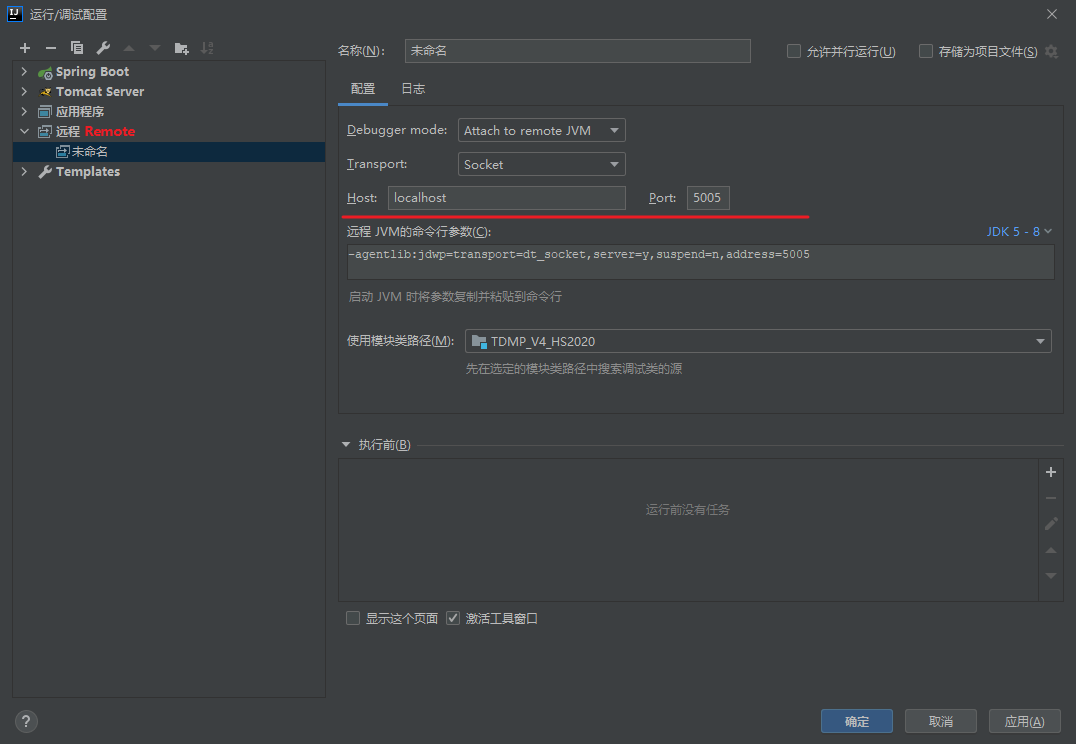 运行/调试配置
Spring Boot
Tomcat Server
应用程序
远程 Remote
未命名
Templates
名称(N): 未命名 允许并行运行(U) 存储为项目文件(S)
配置 日志
Debugger mode: Attach to remote JVM
Transport: Socket
Host: localhost Port: 5005
远程 JVM的命令行参数(C): JDK 5 - 8
-agentlib:jdwp=transport=dt_socket,server=y,suspend=n,address=5005
启动 JVM 时将参数复制并粘贴到命令行
使用模块类路径(M): TDMP_V4_HS2020
先在选定的模块类路径中搜索调试类的源
执行前(B)
运行前没有任务
显示这个页面 激活工具窗口
? 确定 取消 应用(A)